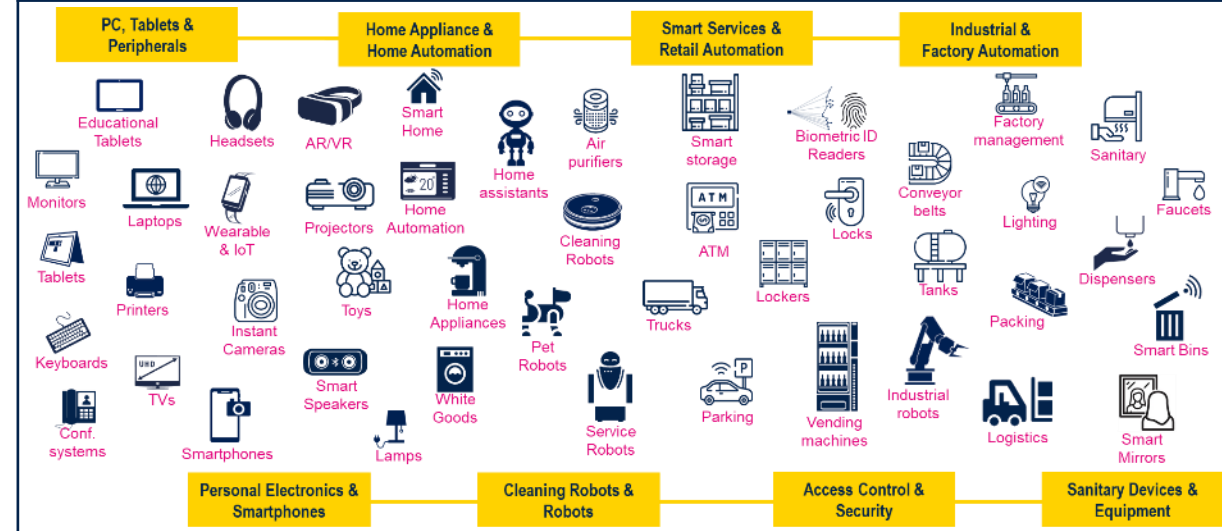 PC, Tablets &
Peripherals
Home Appliance &
Home Automation
Smart Services &
Retail Automation
Industrial &
Factory Automation
Educational
Tablets
Headsets
AR/VR
Smart
Home
Home
assistants
Air
purifiers
Smart
storage
Biometric ID
Readers
Factory
management
Sanitary
Monitors
Laptops
Wearable
& IoT
Projectors
20°
Home
Automation
Cleaning
Robots
ATM
ATM
Locks
Conveyor
belts
Lighting
Faucets
Tablets
Printers
Instant
Cameras
Toys
Home
Appliances
Pet
Robots
Trucks
Lockers
Tanks
Packing
Dispensers
Smart Bins
Keyboards
UHD
TVs
Smart
Speakers
White
Goods
Service
Robots
P
Parking
Vending
machines
Industrial
robots
Logistics
Smart
Mirrors
Conf.
systems
Smartphones
Lamps
Personal Electronics &
Smartphones
Cleaning Robots &
Robots
Access Control &
Security
Sanitary Devices &
Equipment